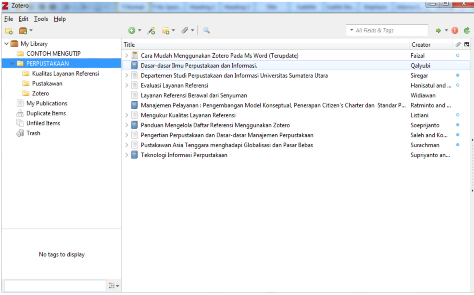 Zotero
File Edit Tools Help
All Fields & Tags
My Library
CONTOH MENGUTIP
PERPUSTAKAAN
Kualitas Layanan Referensi
Pustakawan
Zotero
My Publications
Duplicate Items
Unfiled Items
Trash
No tags to display
Title Creator
Cara Mudah Menggunakan Zotero Pada Ms Word (Terupdate) Faizal
Dasar-dasar Ilmu Perpustakaan dan Informasi. Qalyubi
Departemen Studi Perpustakaan dan Informasi Universitas Sumatera Utara Siregar
Evaluasi Layanan Referensi Hanisatul and ...
Layanan Referensi Berawal dari Senyuman Widiawan
Manajemen Pelayanan : Pengembangan Model Konseptual, Penerapan Citizen's Charter dan Standar P... Ratminto and ...
Mengukur Kualitas Layanan Referensi Listiani
Panduan Mengelola Daftar Referensi Menggunakan Zotero Soeprijanto
Pengertian Perpustakaan dan Dasar-dasar Manajemen Perpustakaan Saleh and Ko...
Pustakawan Asia Tenggara menghadapi Globalisasi dan Pasar Bebas Surachman
Teknologi Informasi Perpustakaan Supriyanto an...